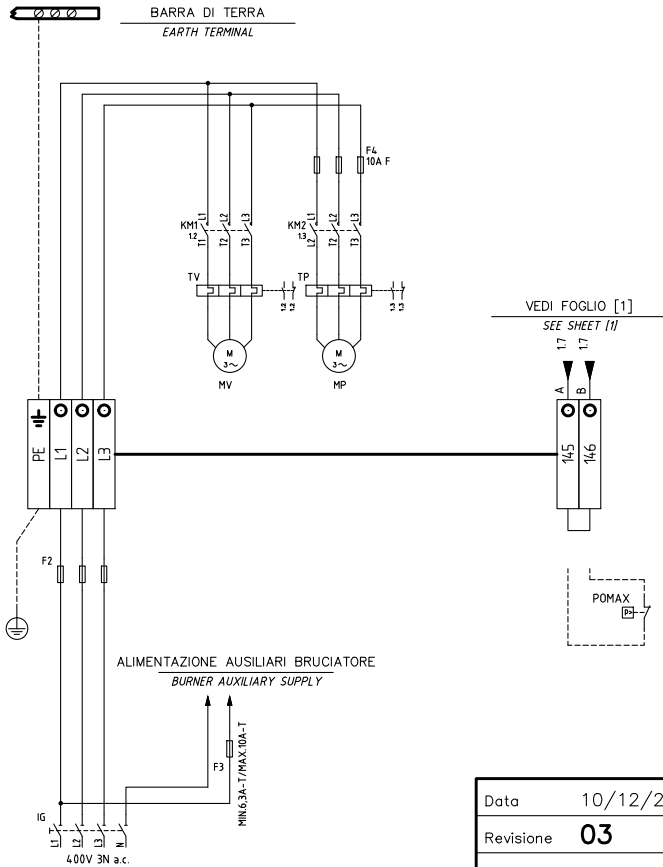 BARRA DI TERRA
EARTH TERMINAL
F4
10A F
KM1
1.2
L1
L2
L3
T1
T2
T3
KM2
1.3
L1
L2
L3
L2
T2
T3
TV
1.2
1.2
TP
1.3
1.3
M
3~
MV
M
3~
MP
VEDI FOGLIO [1]
SEE SHEET [1]
1.7
1.7
A
B
PE
L1
L2
L3
145
146
F2
POMAX
P>
ALIMENTAZIONE AUSILIARI BRUCIATORE
BURNER AUXILIARY SUPPLY
F3
MIN.6,3A-T/MAX.10A-T
IG
L1
L2
L3
N
400V 3N a.c.
Data 10/12/2
Revisione 03